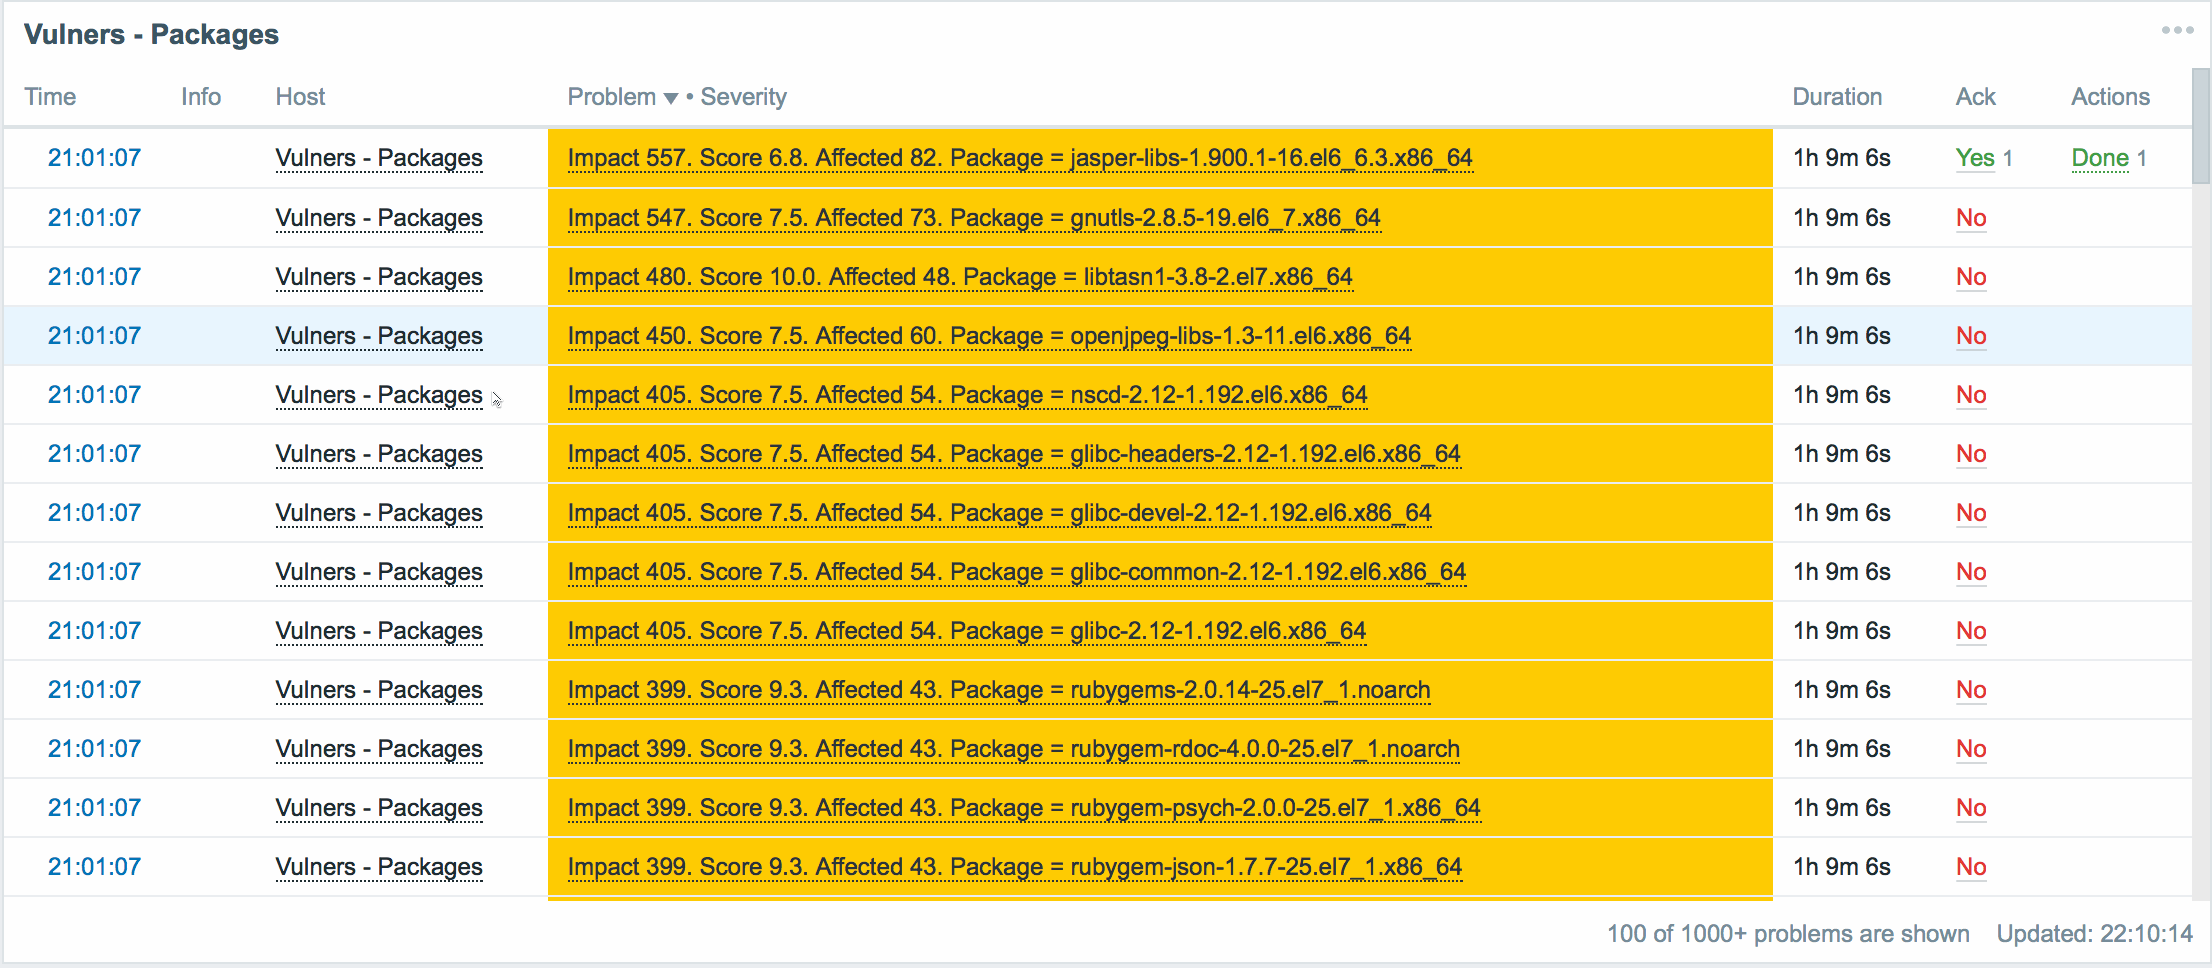 Vulners - Packages
Time Info Host Problem ▼ • Severity Duration Ack Actions
21:01:07 Vulners - Packages Impact 557. Score 6.8. Affected 82. Package = jasper-libs-1.900.1-16.el6_6.3.x86_64 1h 9m 6s Yes 1 Done 1
21:01:07 Vulners - Packages Impact 547. Score 7.5. Affected 73. Package = gnutls-2.8.5-19.el6_7.x86_64 1h 9m 6s No
21:01:07 Vulners - Packages Impact 480. Score 10.0. Affected 48. Package = libtasn1-3.8-2.el7.x86_64 1h 9m 6s No
21:01:07 Vulners - Packages Impact 450. Score 7.5. Affected 60. Package = openjpeg-libs-1.3-11.el6.x86_64 1h 9m 6s No
21:01:07 Vulners - Packages Impact 405. Score 7.5. Affected 54. Package = nscd-2.12-1.192.el6.x86_64 1h 9m 6s No
21:01:07 Vulners - Packages Impact 405. Score 7.5. Affected 54. Package = glibc-headers-2.12-1.192.el6.x86_64 1h 9m 6s No
21:01:07 Vulners - Packages Impact 405. Score 7.5. Affected 54. Package = glibc-devel-2.12-1.192.el6.x86_64 1h 9m 6s No
21:01:07 Vulners - Packages Impact 405. Score 7.5. Affected 54. Package = glibc-common-2.12-1.192.el6.x86_64 1h 9m 6s No
21:01:07 Vulners - Packages Impact 405. Score 7.5. Affected 54. Package = glibc-2.12-1.192.el6.x86_64 1h 9m 6s No
21:01:07 Vulners - Packages Impact 399. Score 9.3. Affected 43. Package = rubygems-2.0.14-25.el7_1.noarch 1h 9m 6s No
21:01:07 Vulners - Packages Impact 399. Score 9.3. Affected 43. Package = rubygem-rdoc-4.0.0-25.el7_1.noarch 1h 9m 6s No
21:01:07 Vulners - Packages Impact 399. Score 9.3. Affected 43. Package = rubygem-psych-2.0.0-25.el7_1.x86_64 1h 9m 6s No
21:01:07 Vulners - Packages Impact 399. Score 9.3. Affected 43. Package = rubygem-json-1.7.7-25.el7_1.x86_64 1h 9m 6s No
100 of 1000+ problems are shown Updated: 22:10:14